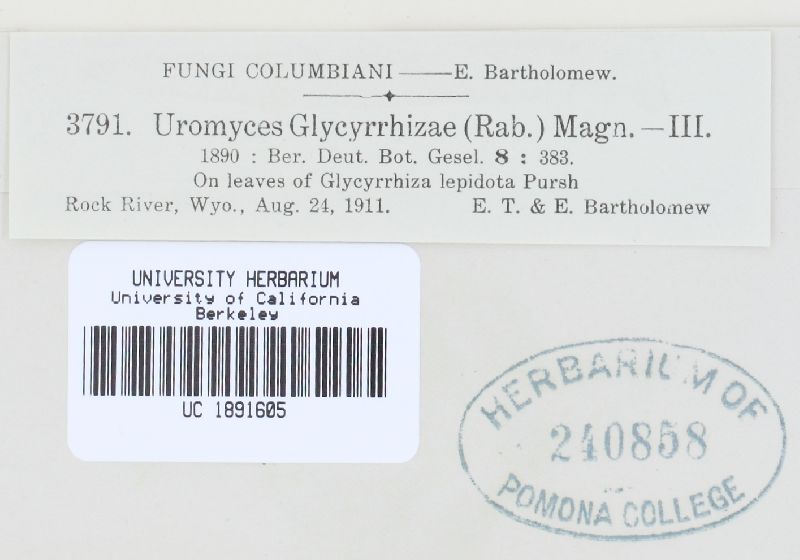 FUNGI COLUMBIANI —— E. Bartholomew.
3791. Uromyces Glycyrrhizae (Rab.) Magn. — III.
1890 : Ber. Deut. Bot. Gesel. 8 : 383.
On leaves of Glycyrrhiza lepidota Pursh
Rock River, Wyo., Aug. 24, 1911. E. T. & E. Bartholomew
UNIVERSITY HERBARIUM
University of California
Berkeley
UC 1891605
HERBARIUM OF
240858
POMONA COLLEGE